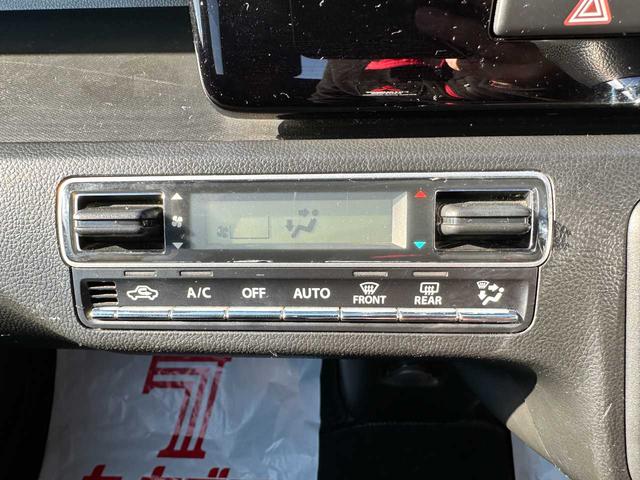 A/C OFF AUTO FRONT REAR